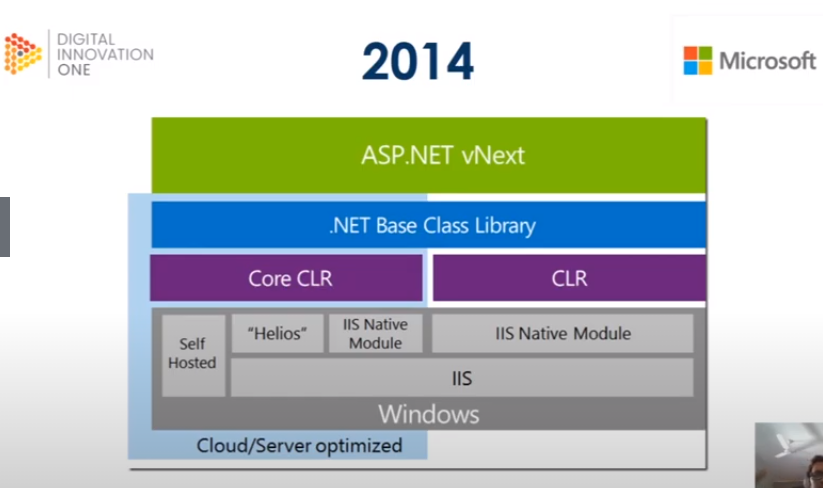 DIGITAL
INNOVATION
ONE
2014
Microsoft
ASP.NET vNext
.NET Base Class Library
Core CLR
CLR
Self
Hosted
"Helios"
IIS Native
Module
IIS Native Module
IIS
Windows
Cloud/Server optimized